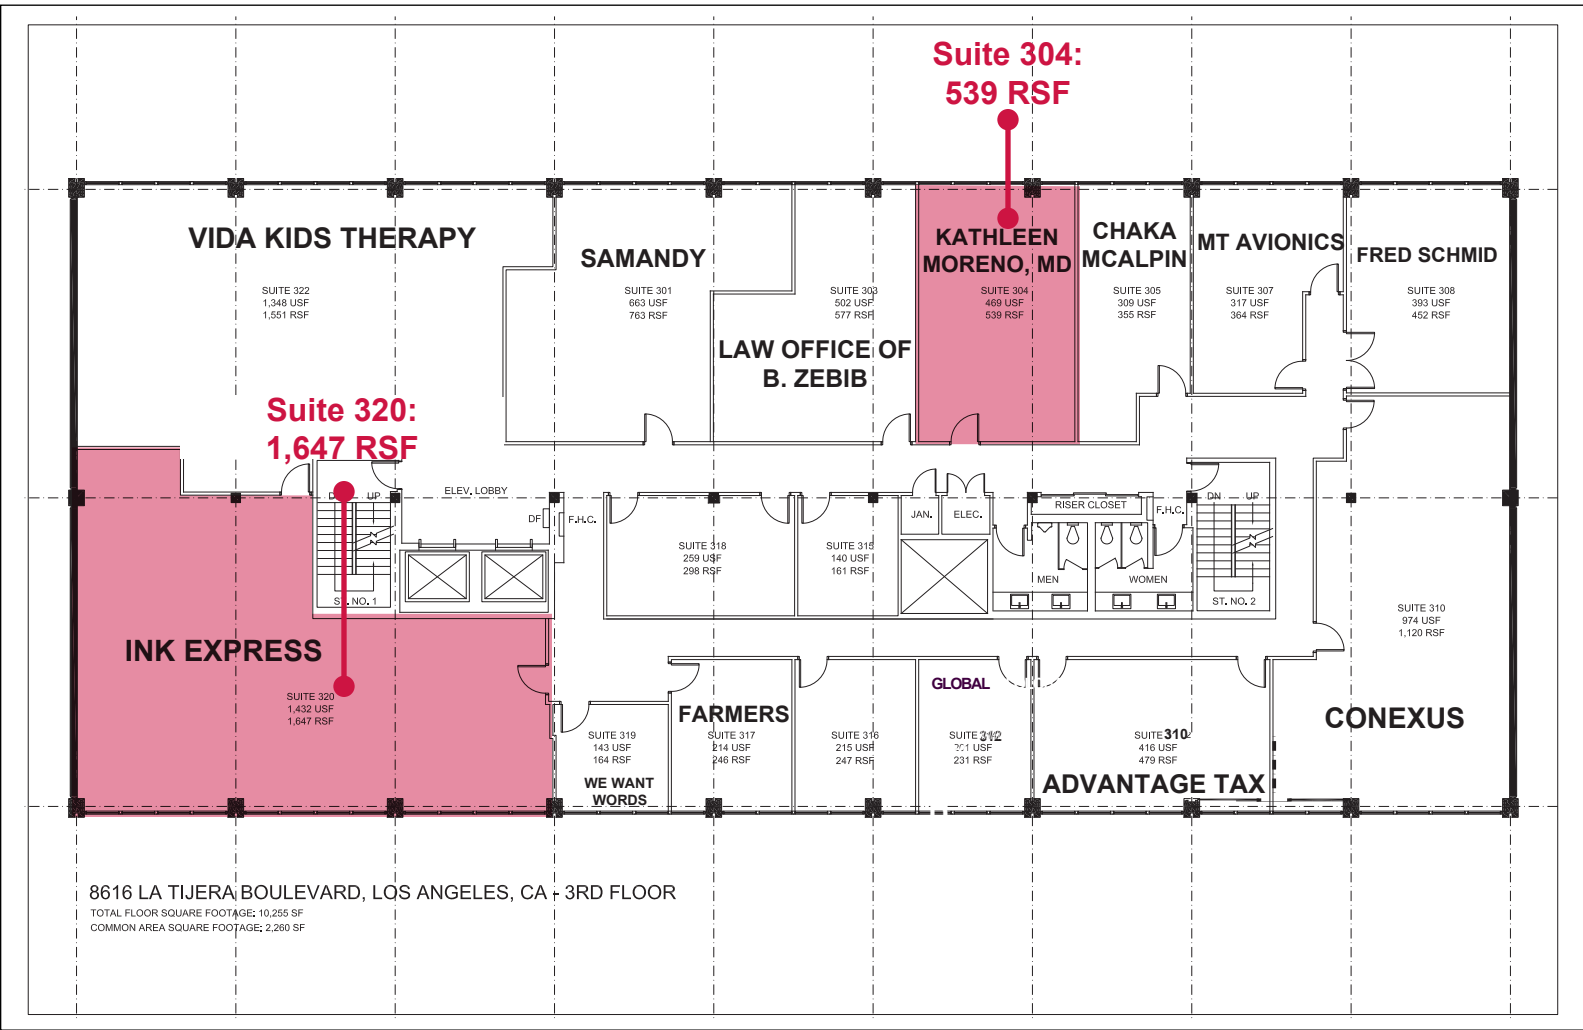 Suite 304:
539 RSF
VIDA KIDS THERAPY
SUITE 322
1,348 USF
1,551 RSF
SAMANDY
SUITE 301
663 USF
763 RSF
SUITE 303
502 USF
577 RSF
LAW OFFICE OF
B. ZEBIB
KATHLEEN
MORENO, MD
SUITE 304
469 USF
539 RSF
CHAKA
MCALPIN
SUITE 305
309 USF
355 RSF
MT AVIONICS
SUITE 307
317 USF
364 RSF
FRED SCHMID
SUITE 308
393 USF
452 RSF
Suite 320:
1,647 RSF
DN UP
ST. NO. 1
ELEV. LOBBY
DF
F.H.C.
SUITE 318
259 USF
298 RSF
SUITE 315
140 USF
161 RSF
JAN.
ELEC.
RISER CLOSET
F.H.C.
MEN
WOMEN
DN UP
ST. NO. 2
SUITE 310
974 USF
1,120 RSF
CONEXUS
INK EXPRESS
SUITE 320
1,432 USF
1,647 RSF
SUITE 319
143 USF
164 RSF
WE WANT
WORDS
FARMERS
SUITE 317
214 USF
246 RSF
SUITE 316
215 USF
247 RSF
GLOBAL
SUITE 312
USF
231 RSF
SUITE 310
416 USF
479 RSF
ADVANTAGE TAX
8616 LA TIJERA BOULEVARD, LOS ANGELES, CA - 3RD FLOOR
TOTAL FLOOR SQUARE FOOTAGE: 10,255 SF
COMMON AREA SQUARE FOOTAGE: 2,260 SF